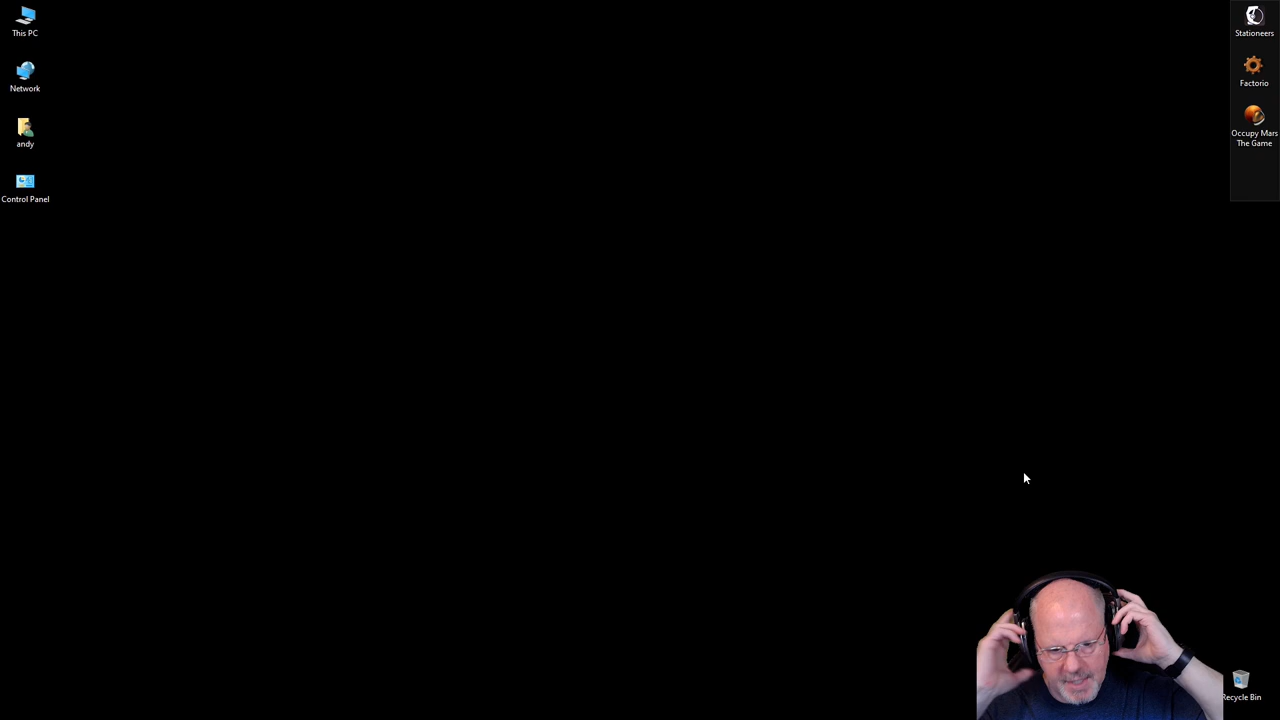 This PC
Network
andy
Control Panel
Stationeers
Factorio
Occupy Mars
The Game
Recycle Bin